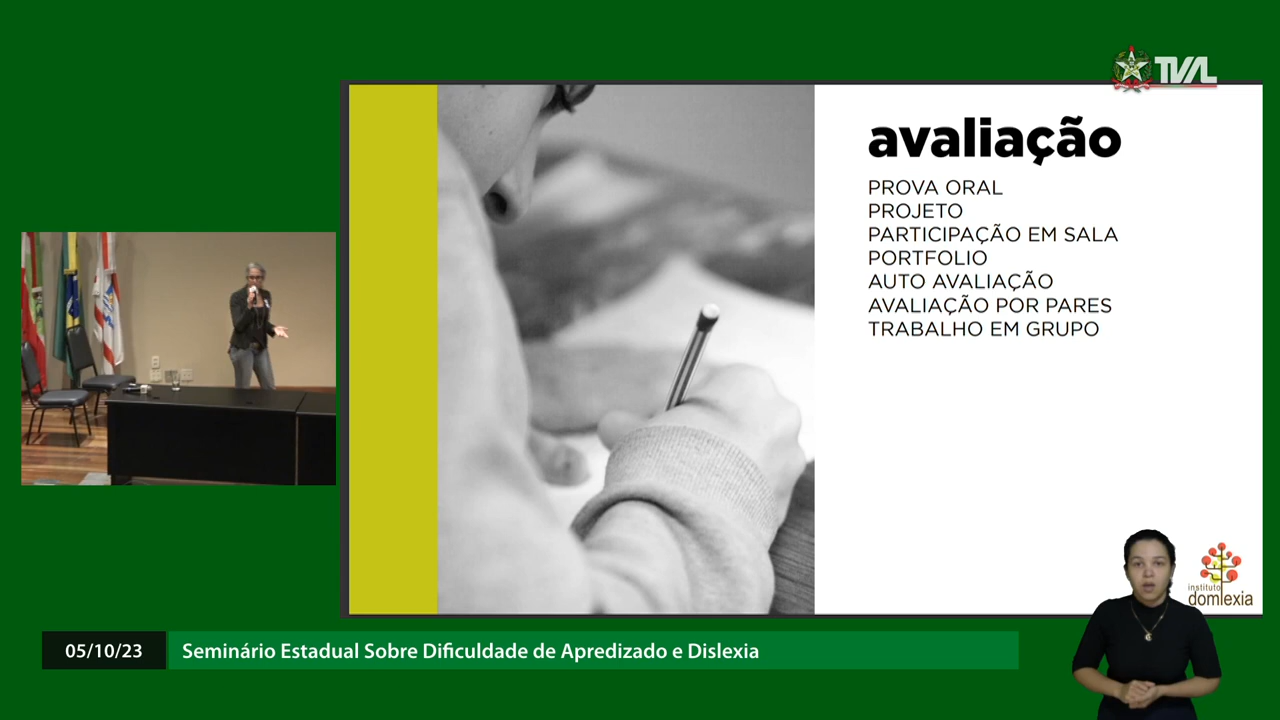 TVAL
avaliação
PROVA ORAL
PROJETO
PARTICIPAÇÃO EM SALA
PORTFOLIO
AUTO AVALIAÇÃO
AVALIAÇÃO POR PARES
TRABALHO EM GRUPO
instituto
domlexia
05/10/23 Seminário Estadual Sobre Dificuldade de Apredizado e Dislexia